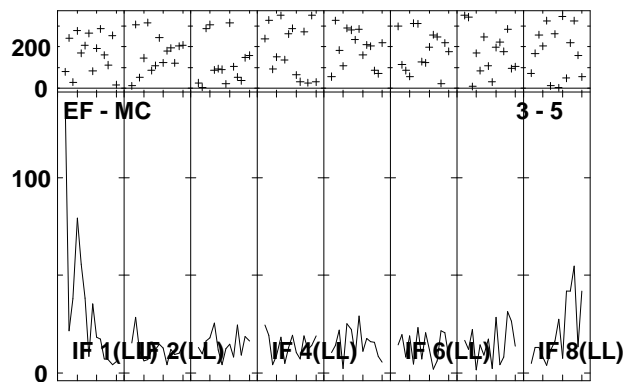 200
0
EF - MC 3 - 5
100
IF 1(LL) IF 2(LL) IF 4(LL) IF 6(LL) IF 8(LL)
0